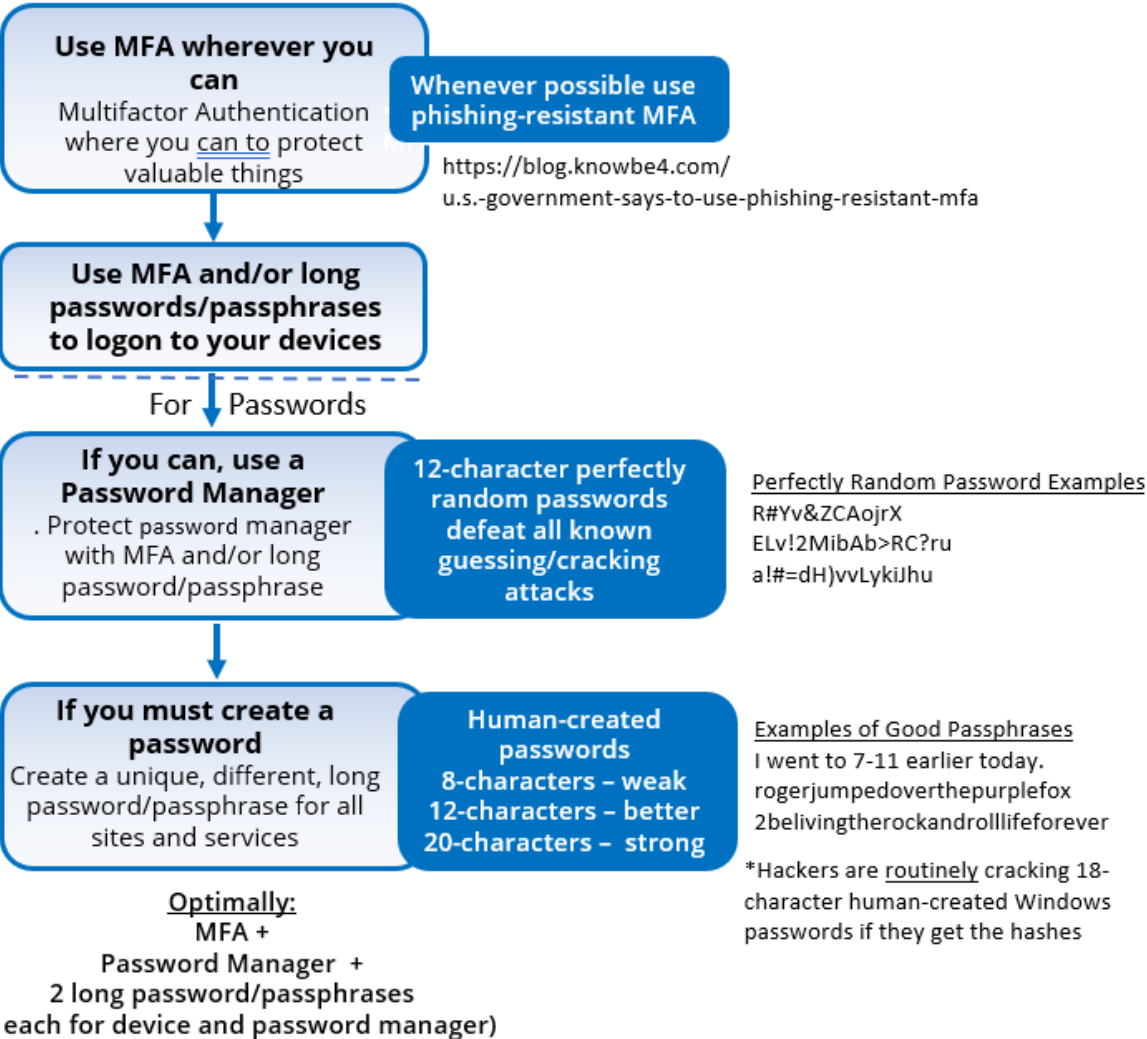 Use MFA wherever you
can
Multifactor Authentication
where you can to protect
valuable things
Whenever possible use
phishing-resistant MFA
https://blog.knowbe4.com/
u.s.-government-says-to-use-phishing-resistant-mfa
Use MFA and/or long
passwords/passphrases
to logon to your devices
For Passwords
If you can, use a
Password Manager
. Protect password manager
with MFA and/or long
password/passphrase
12-character perfectly
random passwords
defeat all known
guessing/cracking
attacks
Perfectly Random Password Examples
R#Yv&ZCAojrX
ELv!2MibAb>RC?ru
a!#=dH)vvLykiJhu
If you must create a
password
Create a unique, different, long
password/passphrase for all
sites and services
Human-created
passwords
8-characters – weak
12-characters – better
20-characters – strong
Examples of Good Passphrases
I went to 7-11 earlier today.
rogerjumpedoverthepurplefox
2belivingtherockandrolllifeforever
*Hackers are routinely cracking 18-
character human-created Windows
passwords if they get the hashes
Optimally:
MFA +
Password Manager +
2 long password/passphrases
each for device and password manager)